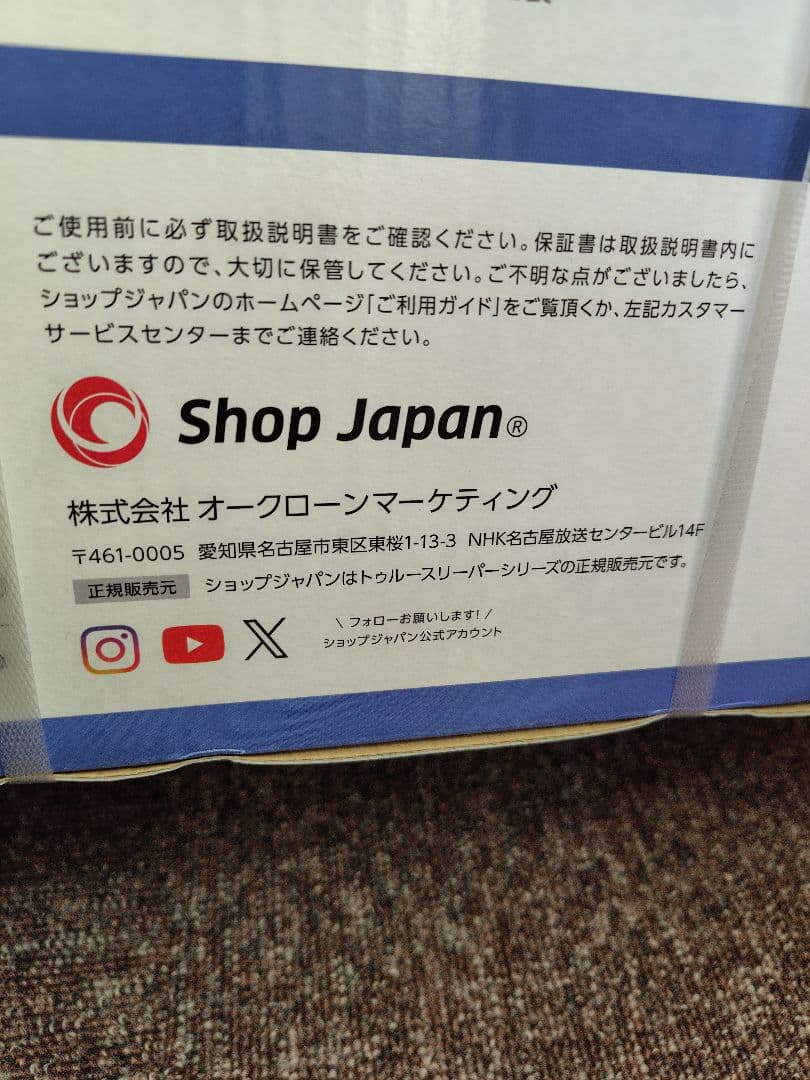 ご使用前に必ず取扱説明書をご確認ください。保証書は取扱説明書内に
ございますので、大切に保管してください。ご不明な点がございましたら、
ショップジャパンのホームページ「ご利用ガイド」をご覧頂くか、左記カスタマー
サービスセンターまでご連絡ください。
Shop Japan®
株式会社 オークローンマーケティング
〒461-0005 愛知県名古屋市東区東桜1-13-3 NHK名古屋放送センタービル14F
正規販売元 ショップジャパンはトゥルースリーパーシリーズの正規販売元です。
\ フォローお願いします! /
ショップジャパン公式アカウント